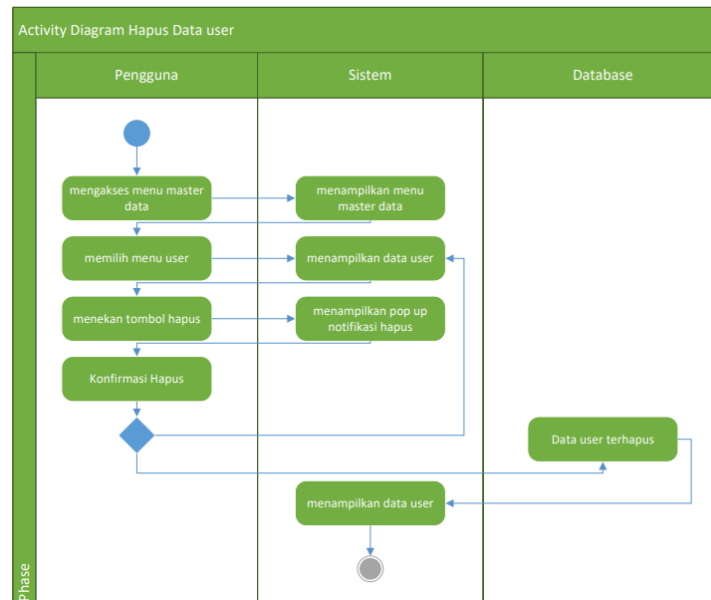 Activity Diagram Hapus Data user
Pengguna
Sistem
Database
mengakses menu master
data
menampilkan menu
master data
memilih menu user
menampilkan data user
menekan tombol hapus
menampilkan pop up
notifikasi hapus
Konfirmasi Hapus
Data user terhapus
menampilkan data user
Phase